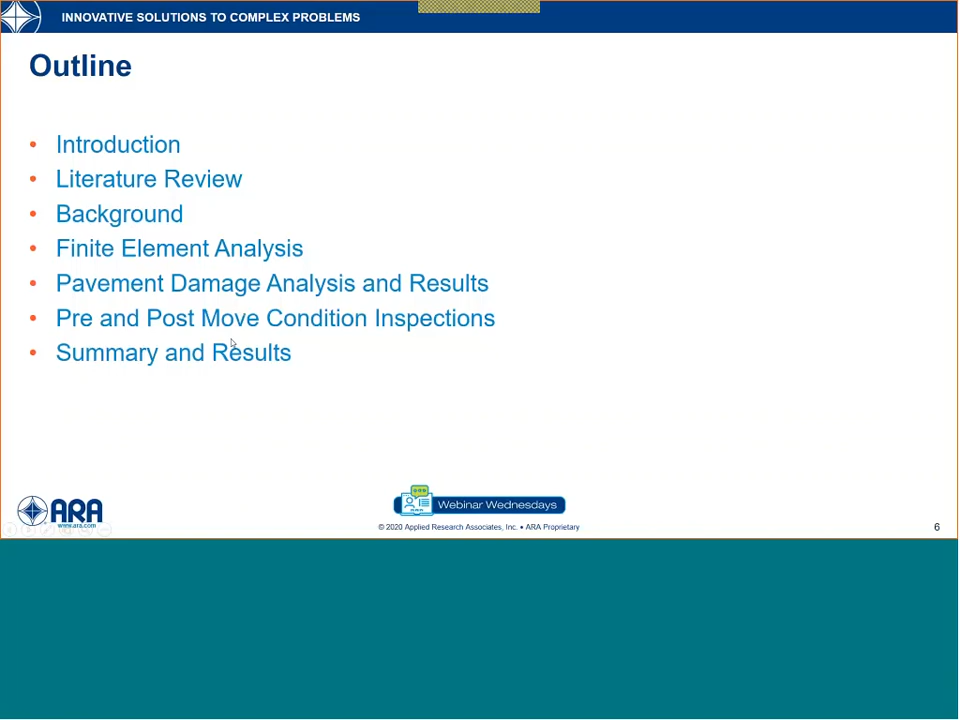 INNOVATIVE SOLUTIONS TO COMPLEX PROBLEMS
Outline
• Introduction
• Literature Review
• Background
• Finite Element Analysis
• Pavement Damage Analysis and Results
• Pre and Post Move Condition Inspections
• Summary and Results
ARA
www.ara.com
Webinar Wednesdays
© 2020 Applied Research Associates, Inc. • ARA Proprietary
6